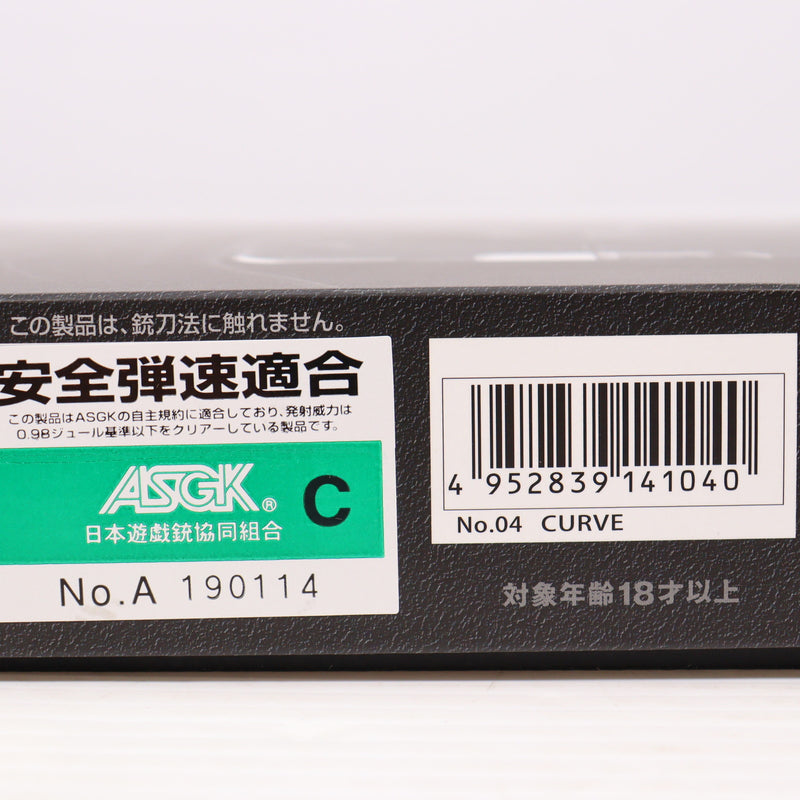 この製品は、銃刀法に触れません。
安全弾速適合
この製品はASGKの自主規約に適合しており、発射威力は
0.98ジュール基準以下をクリアーしている製品です。
ASGK® C
日本遊戯銃協同組合
No.A 190114
4 952839 141040
No.04 CURVE
対象年齢18才以上